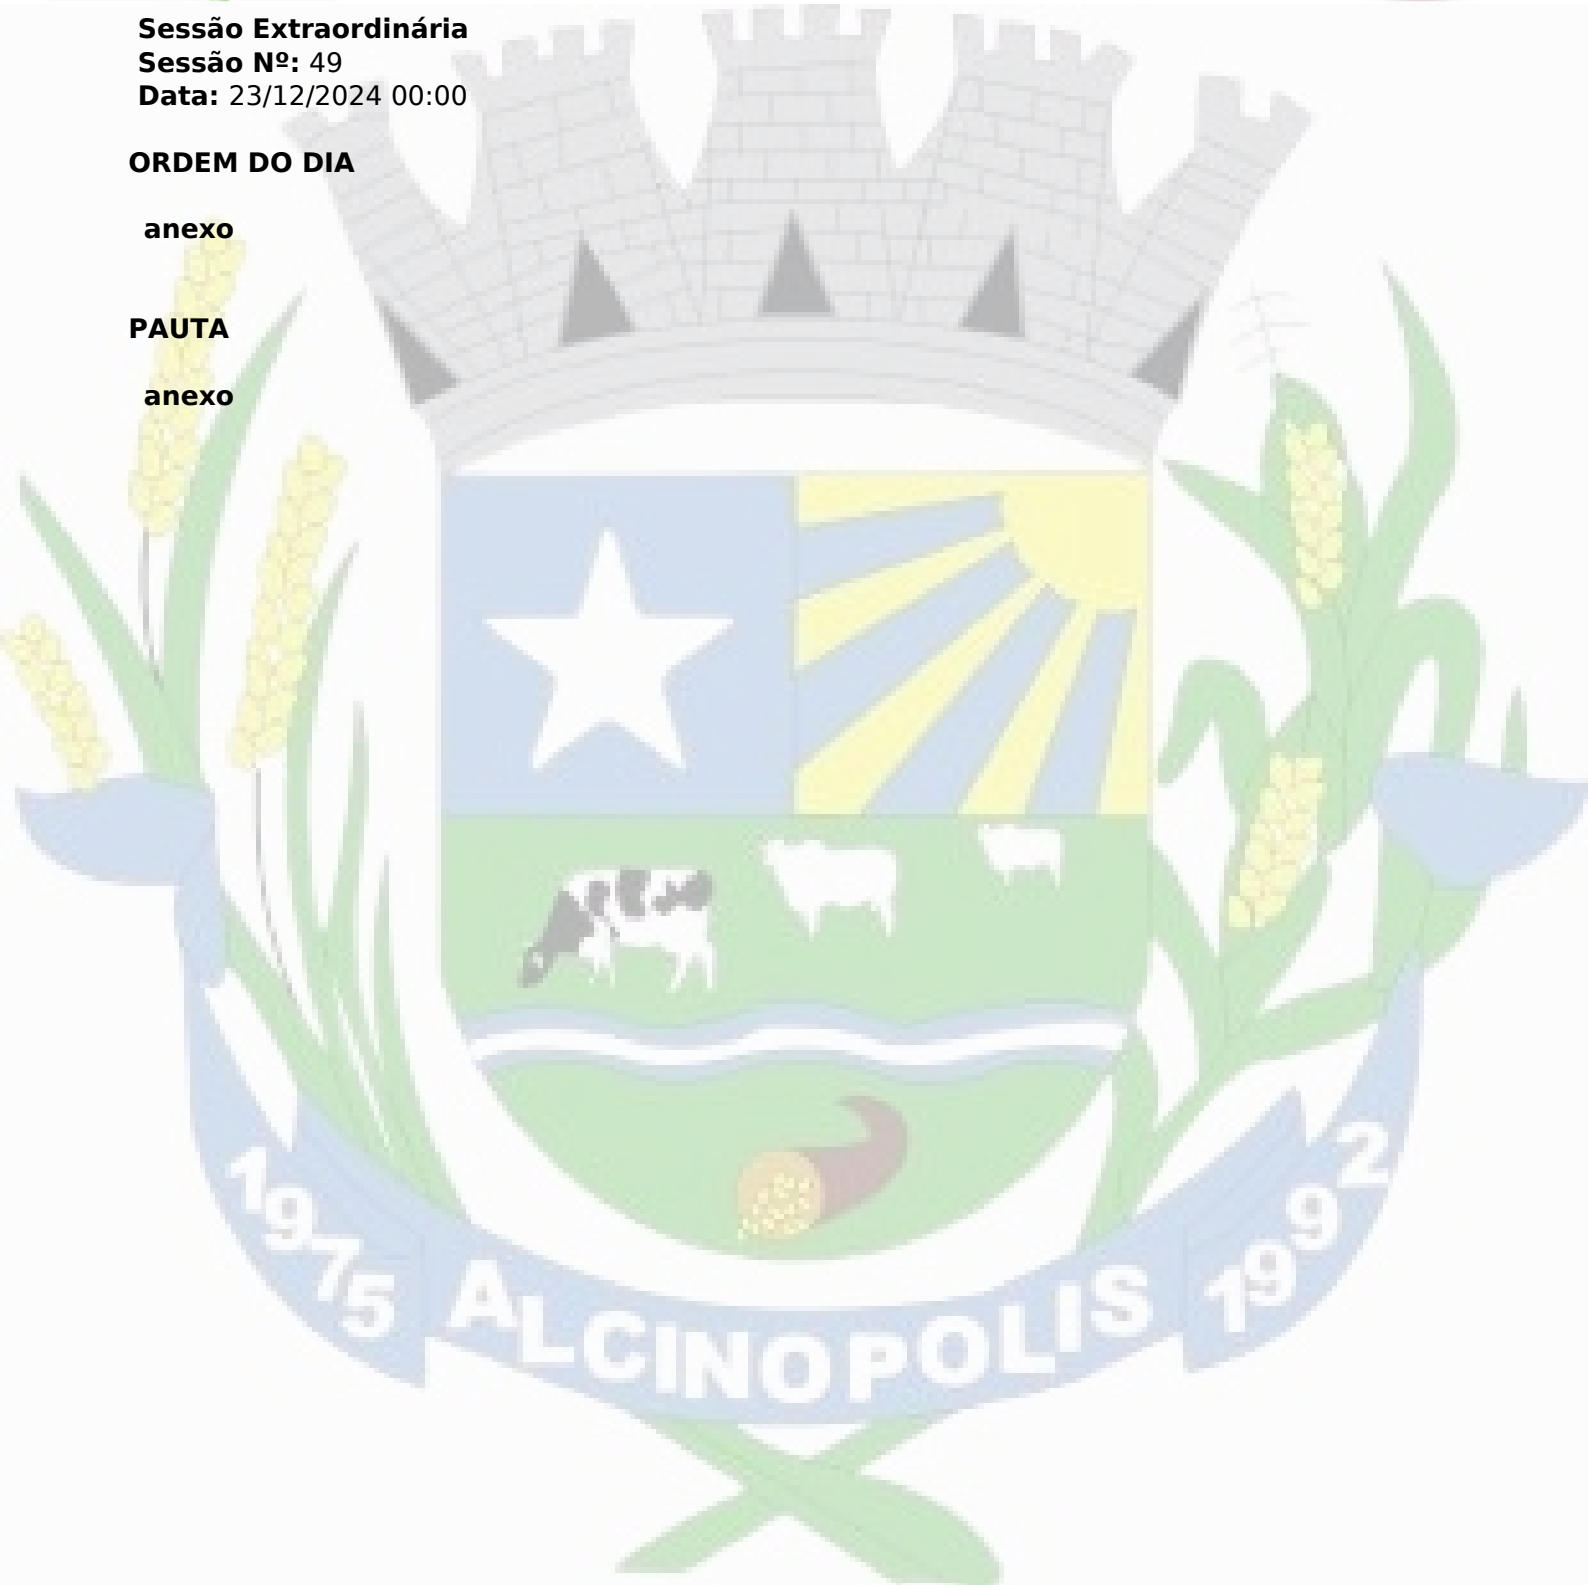 Sessão Extraordinária
Sessão Nº: 49
Data: 23/12/2024 00:00
ORDEM DO DIA
anexo
PAUTA
anexo
1975 ALCINOPOLIS 1992